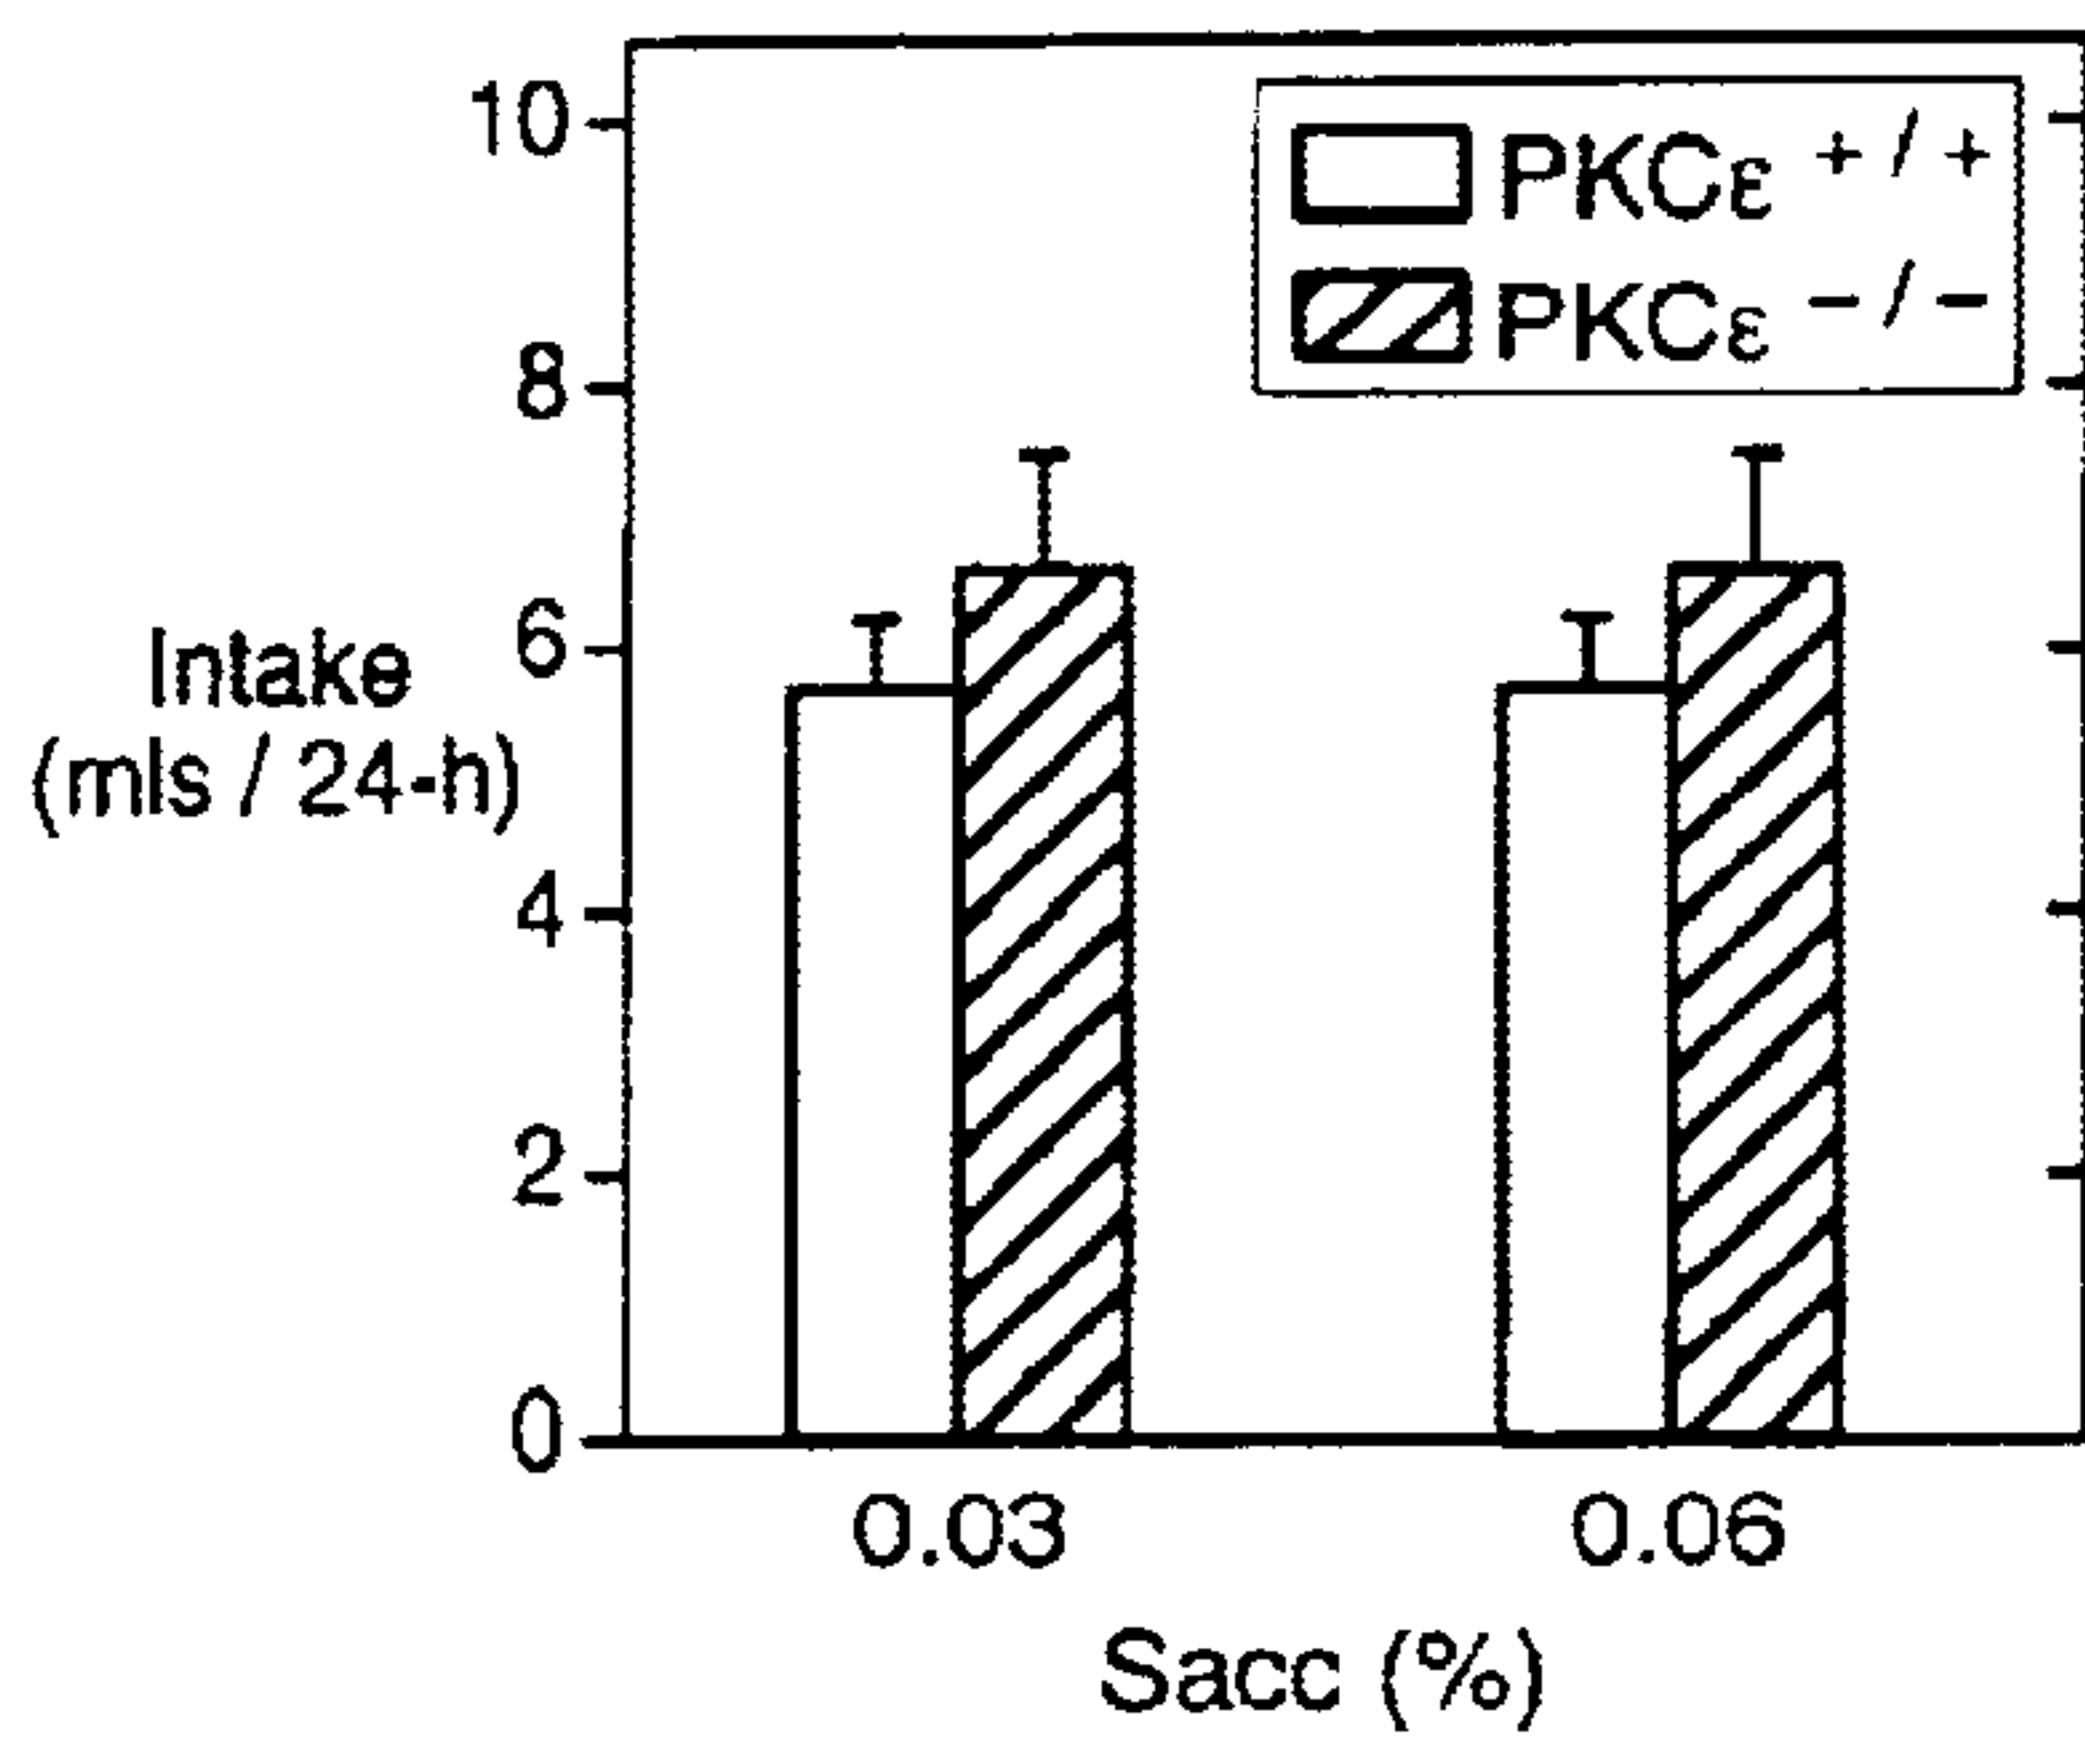 10
8
6
4
2
0
Intake
(mls / 24-h)
PKCε +/+
PKCε -/-
0.03 0.06
Sacc (%)